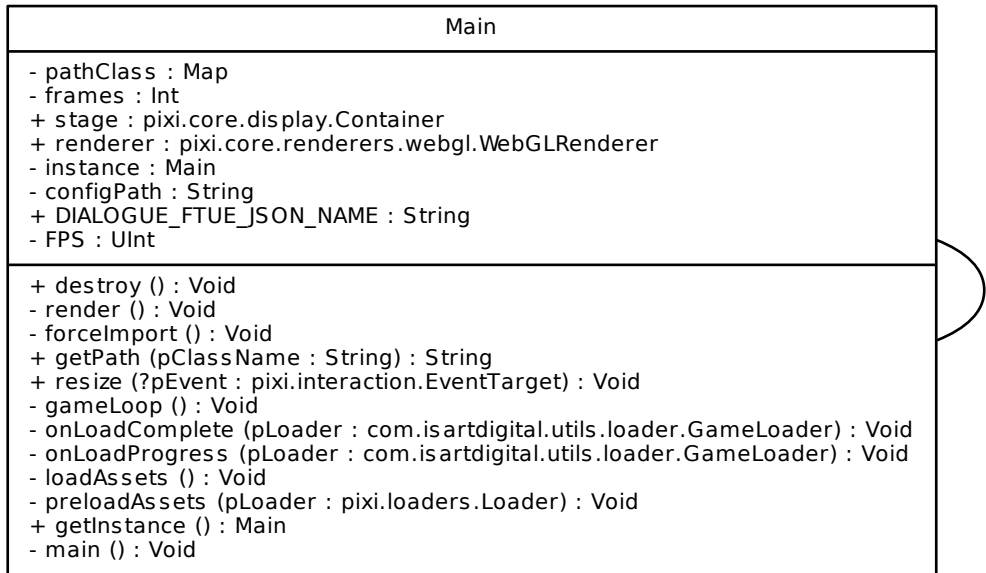 Main
- pathClass : Map
- frames : Int
+ stage : pixi.core.display.Container
+ renderer : pixi.core.renderers.webgl.WebGLRenderer
- instance : Main
- configPath : String
+ DIALOGUE_FTUE_JSON_NAME : String
- FPS : UInt
+ destroy () : Void
- render () : Void
- forceImport () : Void
+ getPath (pClassName : String) : String
+ resize (?pEvent : pixi.interaction.EventTarget) : Void
- gameLoop () : Void
- onLoadComplete (pLoader : com.isartdigital.utils.loader.GameLoader) : Void
- onLoadProgress (pLoader : com.isartdigital.utils.loader.GameLoader) : Void
- loadAssets () : Void
- preloadAssets (pLoader : pixi.loaders.Loader) : Void
+ getInstance () : Main
- main () : Void